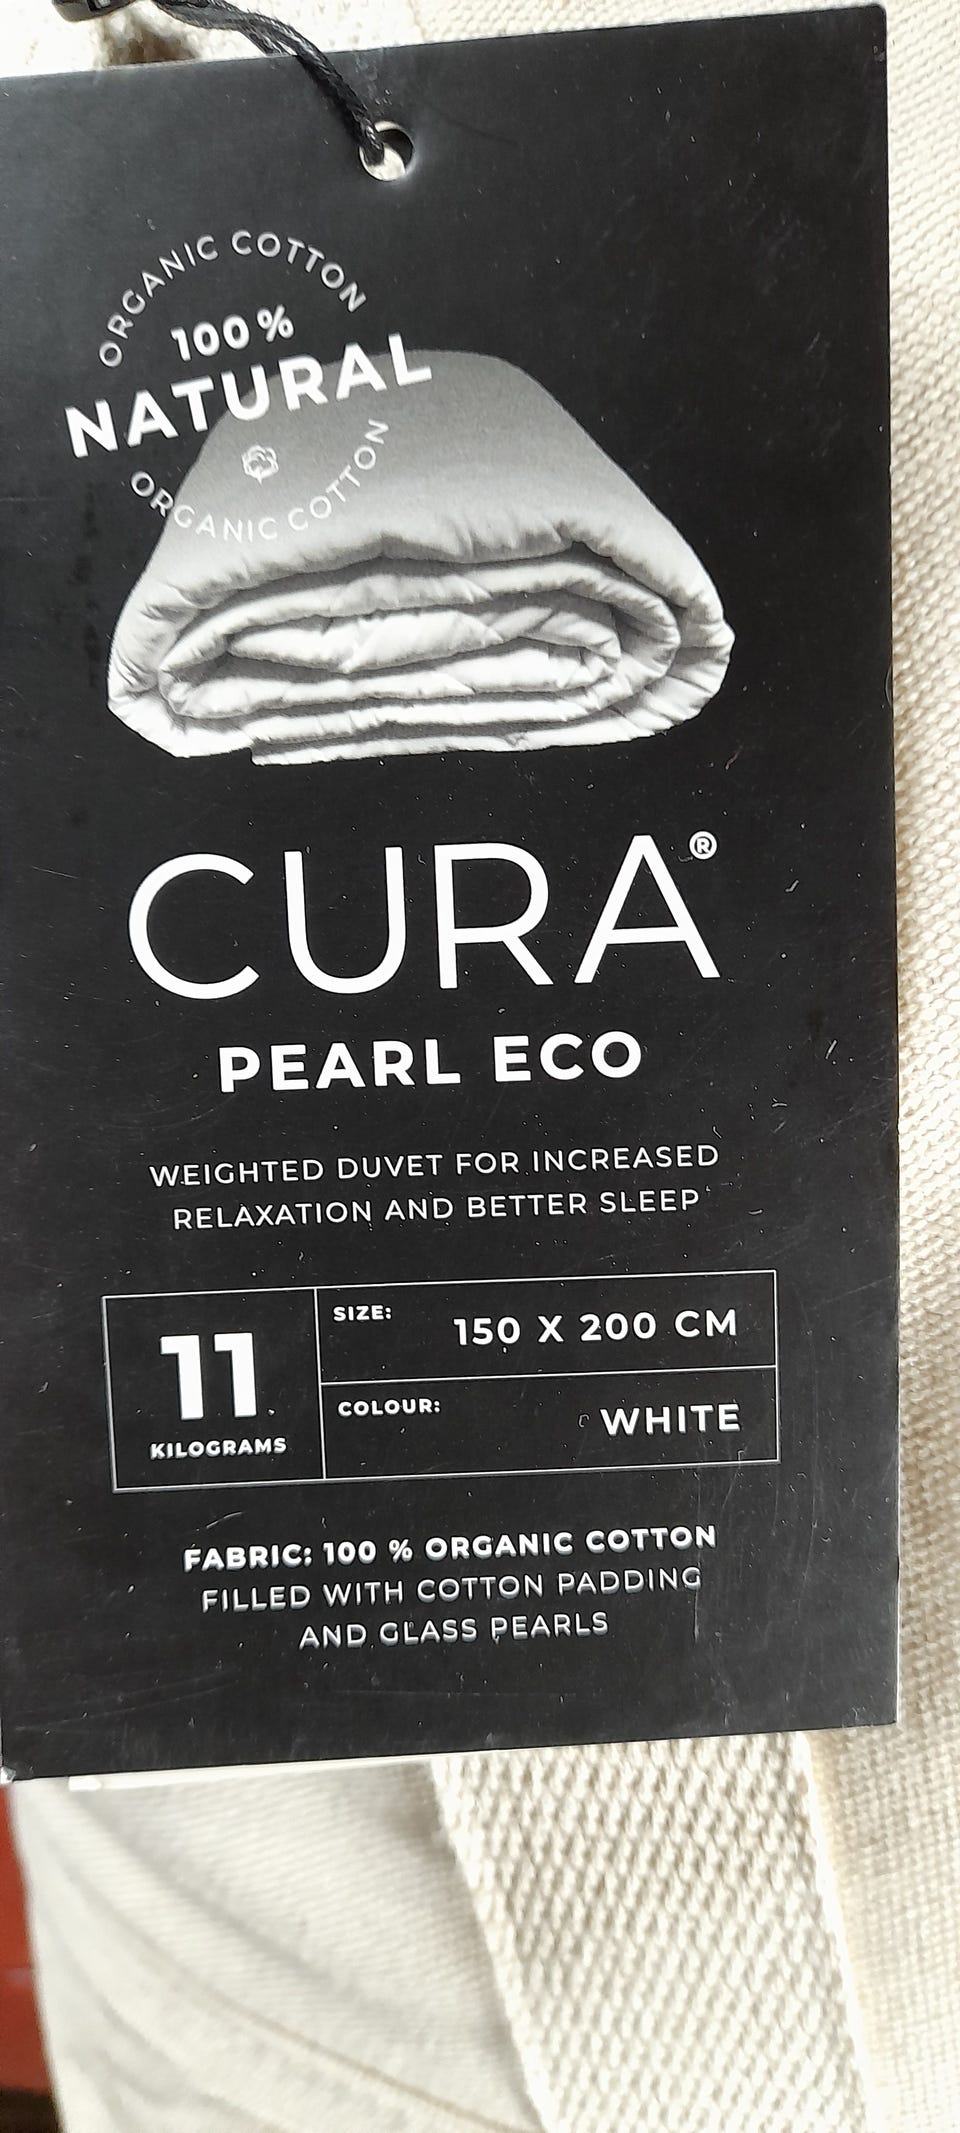 ORGANIC COTTON
100 %
NATURAL
ORGANIC COTTON
CURA®
PEARL ECO
WEIGHTED DUVET FOR INCREASED
RELAXATION AND BETTER SLEEP
11
KILOGRAMS
SIZE: 150 X 200 CM
COLOUR: WHITE
FABRIC: 100 % ORGANIC COTTON
FILLED WITH COTTON PADDING
AND GLASS PEARLS